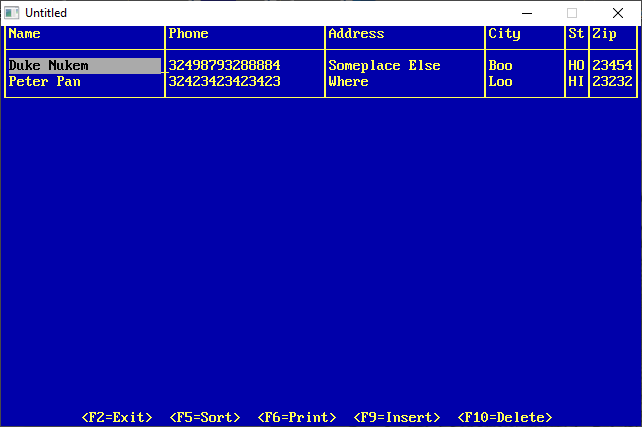 Untitled
Name Phone Address City St Zip
Duke Nukem 32498793288884 Someplace Else Boo HO 23454
Peter Pan 32423423423423 Where Loo HI 23232
<F2=Exit> <F5=Sort> <F6=Print> <F9=Insert> <F10=Delete>